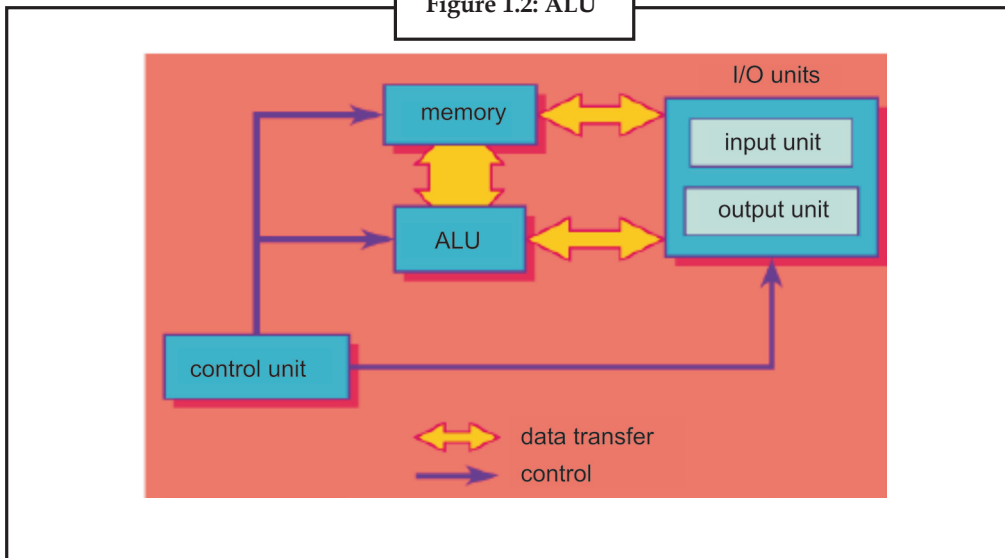 Figure 1.2: ALU
I/O units
memory
input unit
output unit
ALU
control unit
data transfer
control